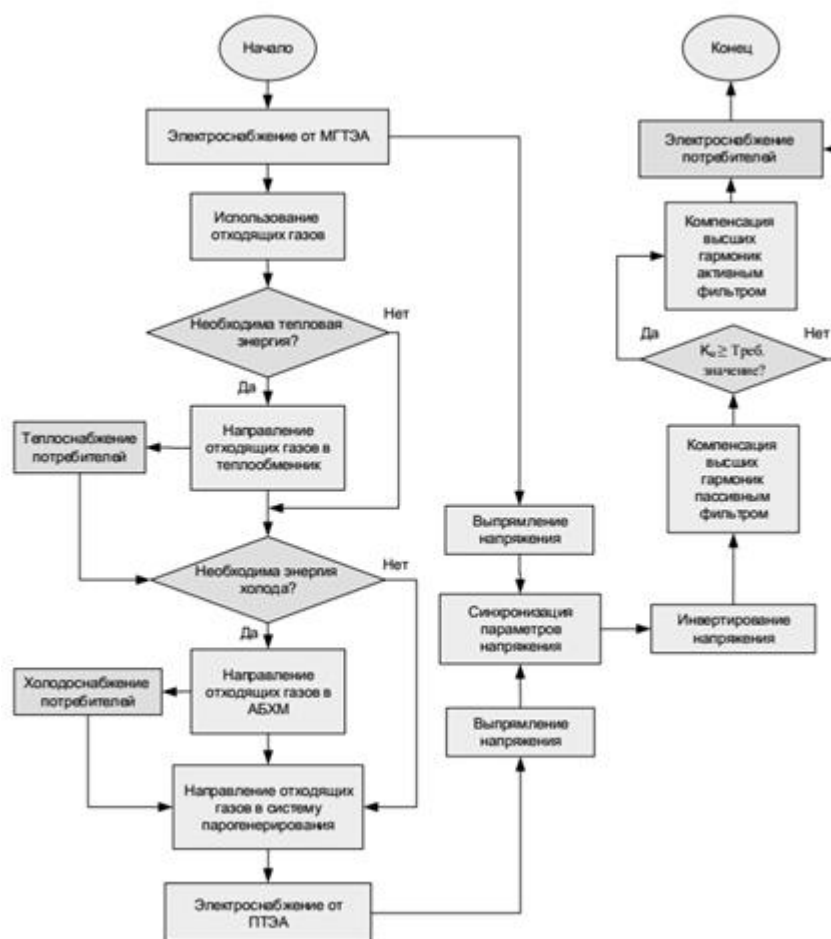 Начало
Электроснабжение от МГТЭА
Использование
отходящих газов
Необходима тепловая
энергия?
Нет
Да
Направление
отходящих газов в
теплообменник
Теплоснабжение
потребителей
Необходима энергия
холода?
Нет
Да
Направление
отходящих газов в
АБХМ
Холодоснабжение
потребителей
Направление отходящих
газов в систему
парогенерирования
Электроснабжение от
ПТЭА
Выпрямление
напряжения
Синхронизация
параметров
напряжения
Выпрямление
напряжения
Инвертирование
напряжения
Компенсация
высших
гармоник
пассивным
фильтром
Да
Нет
≥ Треб.
значение?
Компенсация
высших
гармоник
активным
фильтром
Электроснабжение
потребителей
Конец